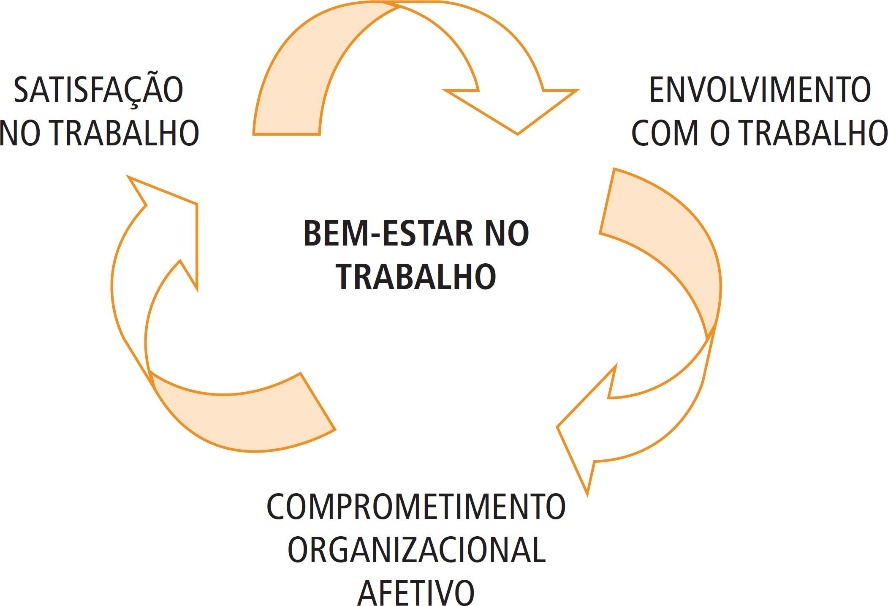 SATISFAÇÃO
NO TRABALHO
ENVOLVIMENTO
COM O TRABALHO
BEM-ESTAR NO
TRABALHO
COMPROMETIMENTO
ORGANIZACIONAL
AFETIVO